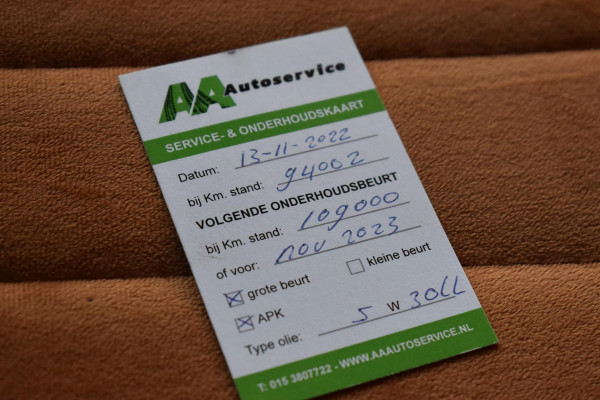 AA Autoservice
SERVICE- & ONDERHOUDSKAART
Datum: 13-11-2022
bij Km. stand: 94002
VOLGENDE ONDERHOUDSBEURT
bij Km. stand: 109000
of voor: nov 2023
grote beurt kleine beurt
APK
Type olie: 5 W 30LL
T: 015 3807722 - WWW.AAAUTOSERVICE.NL